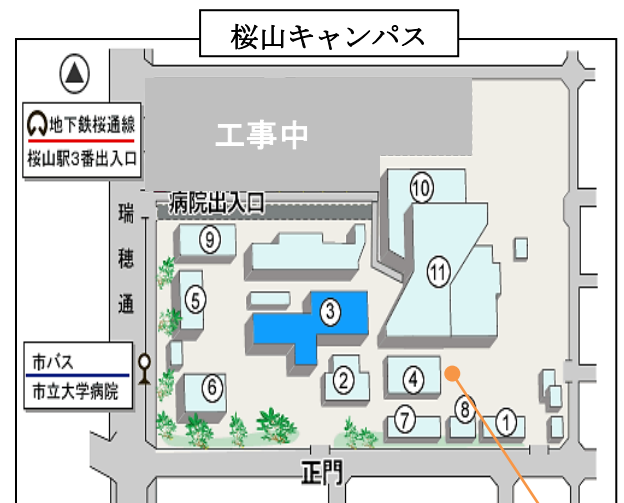 桜山キャンパス
地下鉄桜通線
桜山駅3番出入口
工事中
病院出入口
瑞穂通
⑩
⑨
⑪
⑤
③
市バス
市立大学病院
⑥
②
④
⑦
⑧
①
正門